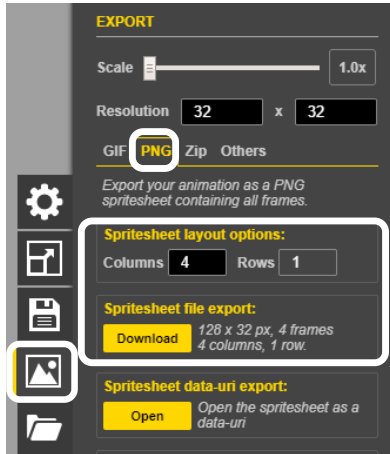 EXPORT
Scale 1.0x
Resolution 32 x 32
GIF PNG Zip Others
Export your animation as a PNG
spritesheet containing all frames.
Spritesheet layout options:
Columns 4 Rows 1
Spritesheet file export:
Download 128 x 32 px, 4 frames
4 columns, 1 row.
Spritesheet data-uri export:
Open Open the spritesheet as a
data-uri